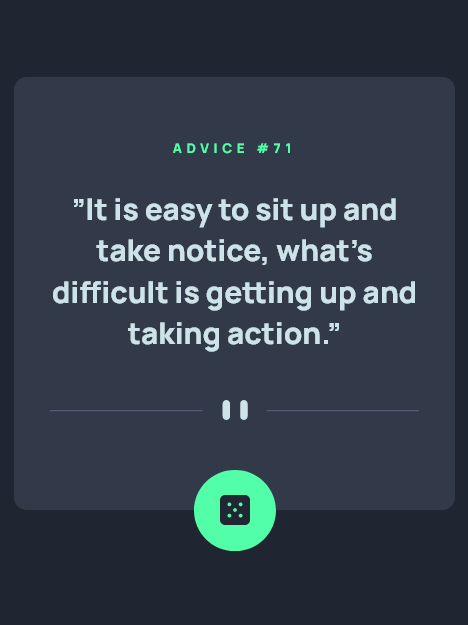 ADVICE #71
”It is easy to sit up and
take notice, what’s
difficult is getting up and
taking action.”